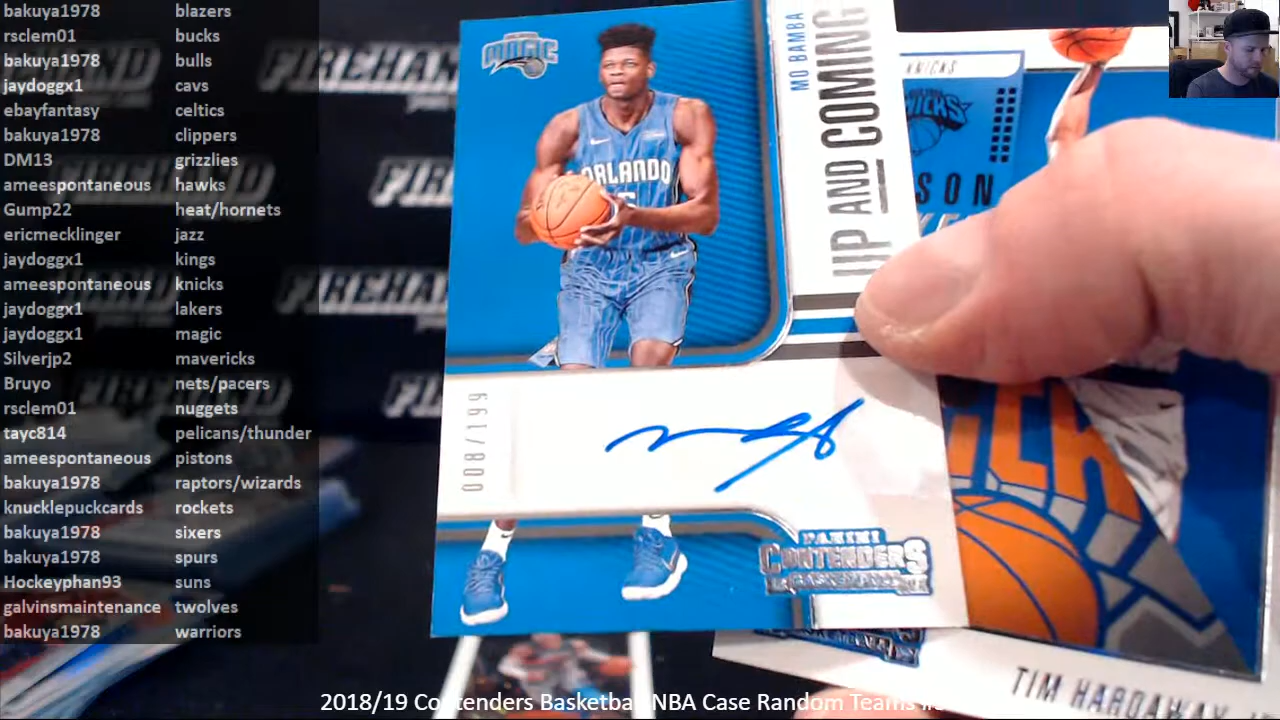 bakuya1978 blazers
rsclem01 bucks
bakuya1978 bulls
jaydoggx1 cavs
ebayfantasy celtics
bakuya1978 clippers
DM13 grizzlies
ameespontaneous hawks
Gump22 heat/hornets
ericmecklinger jazz
jaydoggx1 kings
ameespontaneous knicks
jaydoggx1 lakers
jaydoggx1 magic
Silverjp2 mavericks
Bruyo nets/pacers
rsclem01 nuggets
tayc814 pelicans/thunder
ameespontaneous pistons
bakuya1978 raptors/wizards
knucklepuckcards rockets
bakuya1978 sixers
bakuya1978 spurs
Hockeyphan93 suns
galvinsmaintenance twolves
bakuya1978 warriors
MAGIC
ORLANDO
MO BAMBA
UP AND COMING
008/199
PANINI
CONTENDERS
BASKETBALL
KNICKS
TIM
2018/19 Contenders Basketball NBA Case Random Teams